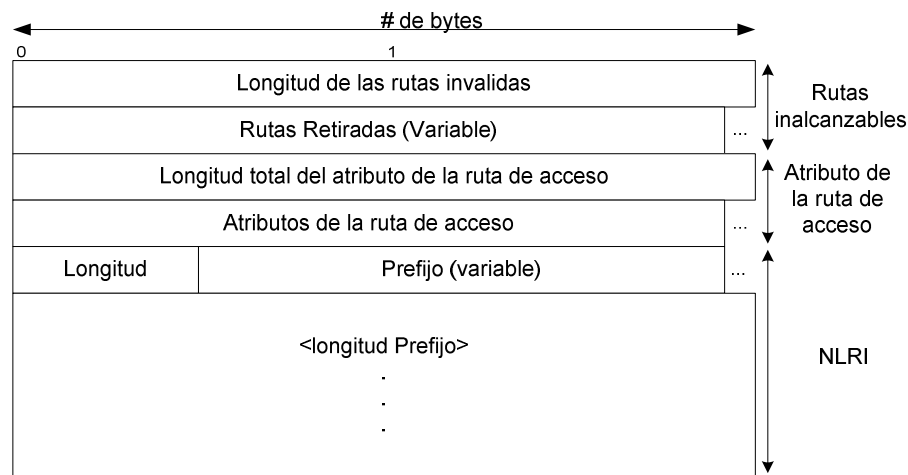 # de bytes
0 1
Longitud de las rutas invalidas
Rutas Retiradas (Variable) ...
Rutas
inalcanzables
Longitud total del atributo de la ruta de acceso
Atributos de la ruta de acceso ...
Atributo de
la ruta de
acceso
Longitud Prefijo (variable) ...
<longitud Prefijo>
.
.
.
NLRI